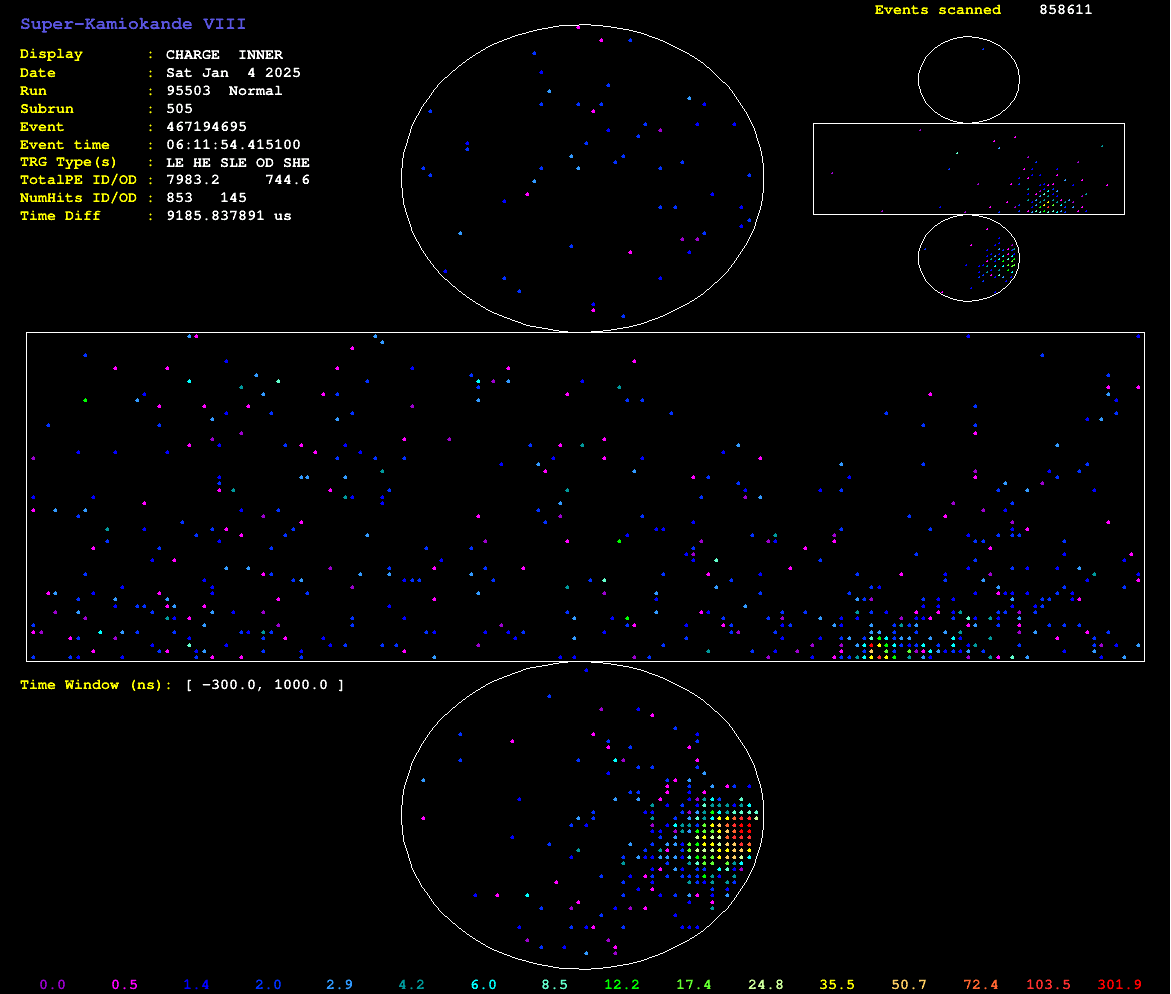 Super-Kamiokande VIII
Events scanned 858611
Display : CHARGE INNER
Date : Sat Jan 4 2025
Run : 95503 Normal
Subrun : 505
Event : 467194695
Event time : 06:11:54.415100
TRG Type(s) : LE HE SLE OD SHE
TotalPE ID/OD : 7983.2 744.6
NumHits ID/OD : 853 145
Time Diff : 9185.837891 us
Time Window (ns): [ −300.0, 1000.0 ]
0.0 0.5 1.4 2.0 2.9 4.2 6.0 8.5 12.2 17.4 24.8 35.5 50.7 72.4 103.5 301.9